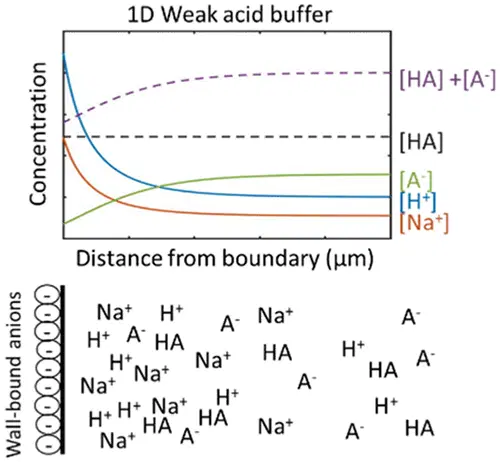 1D Weak acid buffer
Concentration
[HA] +[A-]
[HA]
[A-]
[H+]
[Na+]
Distance from boundary (μm)
Wall-bound anions
- - - - - - - - -
Na+ H+ A- Na+ A-
H+ A- HA
H+ Na+ Na+ HA H+ HA A-
Na+ A-
H+ H+ Na+ HA H+ H+
Na+ HA A- Na+ A- HA